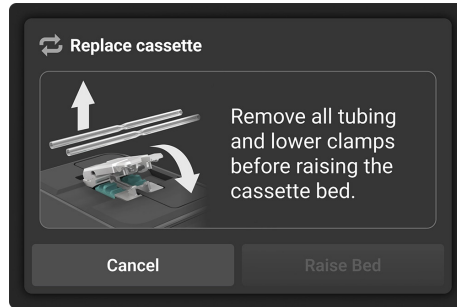 Replace cassette
Remove all tubing
and lower clamps
before raising the
cassette bed.
Cancel
Raise Bed